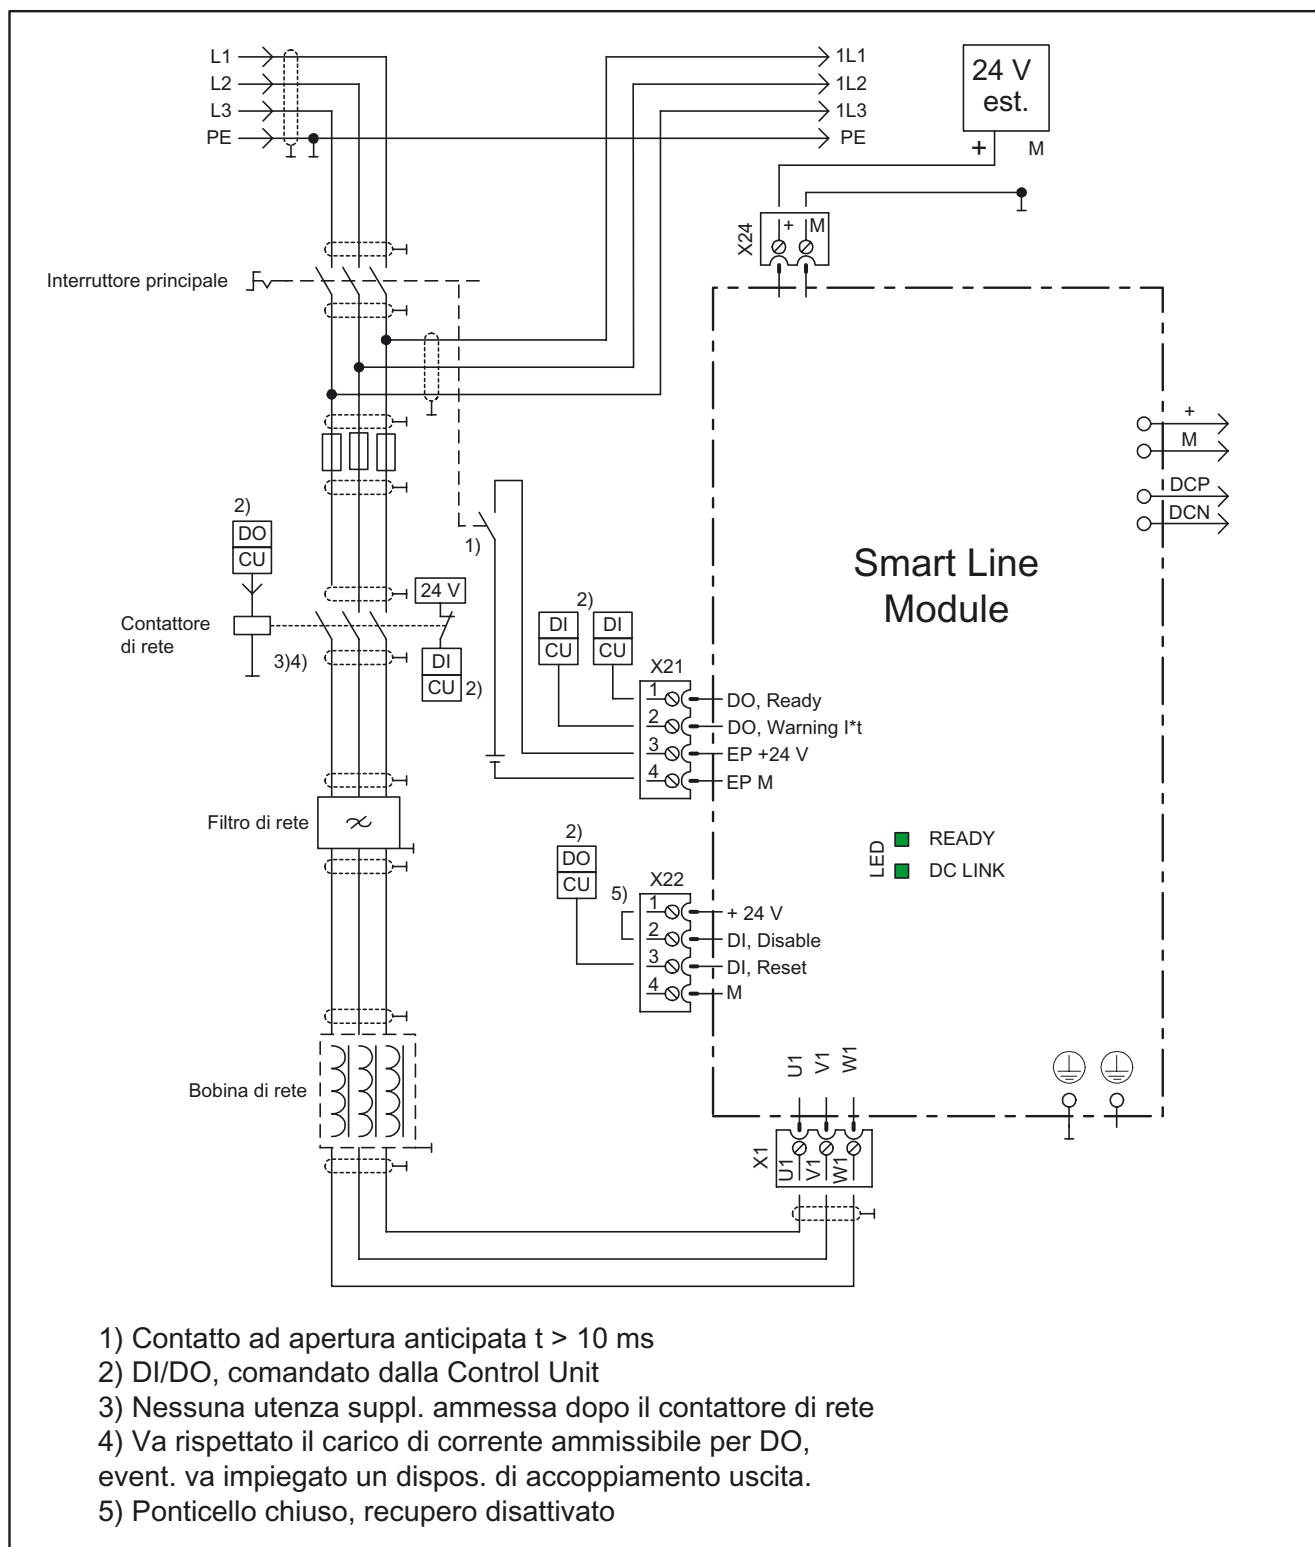 L1
L2
L3
PE
1L1
1L2
1L3
PE
24 V
est.
+ M
X24
+ M
Interruttore principale
+
M
DCP
DCN
Smart Line
Module
2)
DO
CU
1)
Contattore
di rete
3)4)
24 V
DI
CU
2)
2)
DI
CU
DI
CU
X21
1 DO, Ready
2 DO, Warning I*t
3 EP +24 V
4 EP M
Filtro di rete
LED
READY
DC LINK
2)
DO
CU
5)
X22
1 + 24 V
2 DI, Disable
3 DI, Reset
4 M
Bobina di rete
U1 V1 W1
X1
U1 V1 W1
1) Contatto ad apertura anticipata t > 10 ms
2) DI/DO, comandato dalla Control Unit
3) Nessuna utenza suppl. ammessa dopo il contattore di rete
4) Va rispettato il carico di corrente ammissibile per DO,
event. va impiegato un dispos. di accoppiamento uscita.
5) Ponticello chiuso, recupero disattivato